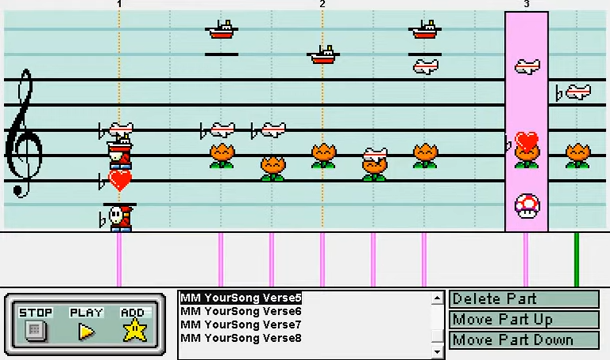 1 2 3
STOP PLAY ADD
MM YourSong Verse5
MM YourSong Verse6
MM YourSong Verse7
MM YourSong Verse8
Delete Part
Move Part Up
Move Part Down